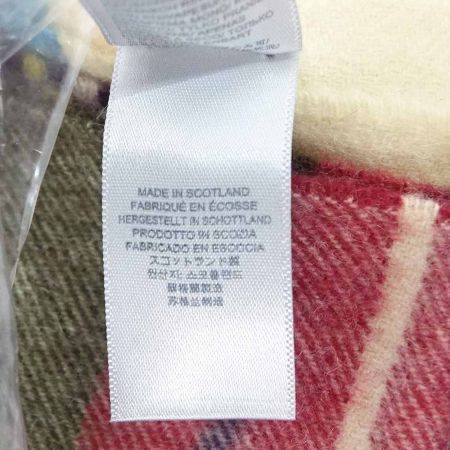 MADE IN SCOTLAND
FABRIQUÉ EN ÉCOSSE
HERGESTELLT IN SCHOTTLAND
PRODOTTO IN SCOZIA
FABRICADO EN ESCOCIA
スコットランド製
원산지: 스코틀랜드
蘇格蘭製造
苏格兰制造